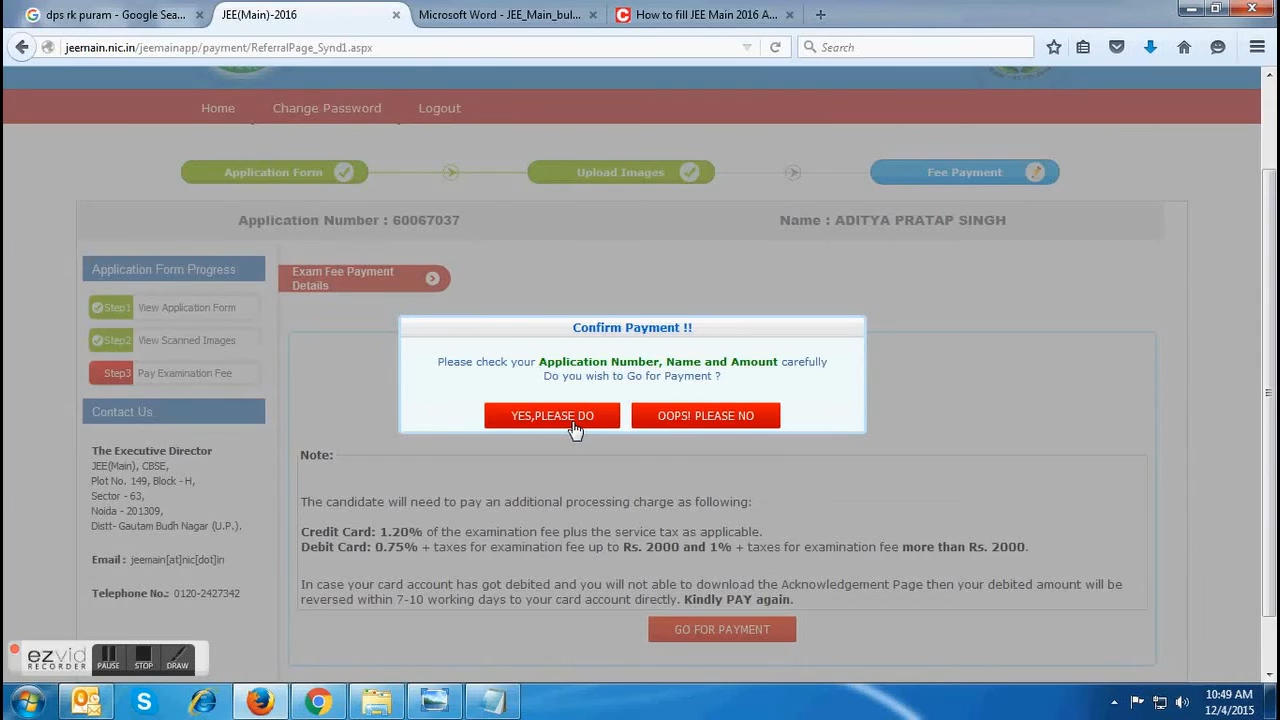 dps rk puram - Google Sea...
JEE(Main)-2016
Microsoft Word - JEE_Main_bul...
How to fill JEE Main 2016 A...
jeemain.nic.in/jeemainapp/payment/ReferralPage_Synd1.aspx
Search
Home
Change Password
Logout
Application Form
Upload Images
Fee Payment
Application Number : 60067037
Name : ADITYA PRATAP SINGH
Application Form Progress
Step1 View Application Form
Step2 View Scanned Images
Step3 Pay Examination Fee
Contact Us
The Executive Director
JEE(Main), CBSE,
Plot No. 149, Block - H,
Sector - 63,
Noida - 201309,
Distt- Gautam Budh Nagar (U.P.).
Email : jeemain[at]nic[dot]in
Telephone No.: 0120-2427342
Exam Fee Payment
Details
Confirm Payment !!
Please check your Application Number, Name and Amount carefully
Do you wish to Go for Payment ?
YES,PLEASE DO
OOPS! PLEASE NO
Note:
The candidate will need to pay an additional processing charge as following:
Credit Card: 1.20% of the examination fee plus the service tax as applicable.
Debit Card: 0.75% + taxes for examination fee up to Rs. 2000 and 1% + taxes for examination fee more than Rs. 2000.
In case your card account has got debited and you will not able to download the Acknowledgement Page then your debited amount will be
reversed within 7-10 working days to your card account directly. Kindly PAY again.
GO FOR PAYMENT
ezvid
RECORDER
PAUSE
STOP
DRAW
10:49 AM
12/4/2015